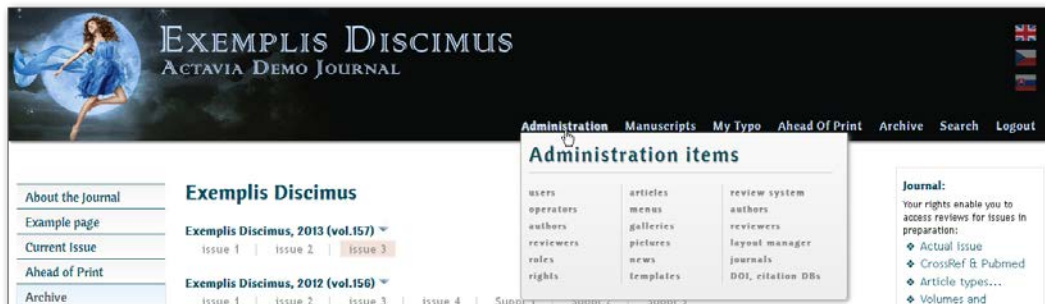 Exemplis Discimus
Actavia Demo Journal
Administration Manuscripts My Typo Ahead Of Print Archive Search Logout
Administration items
users articles review system
operators menus authors
authors galleries reviewers
reviewers pictures layout manager
roles news journals
rights templates DOI, citation DBs
About the Journal
Example page
Current Issue
Ahead of Print
Archive
Exemplis Discimus
Exemplis Discimus, 2013 (vol.157)
issue 1 | issue 2 | issue 3
Exemplis Discimus, 2012 (vol.156)
issue 1 | issue 2 | issue 3 | issue 4 | Suppl 1 | Suppl 2 | Suppl 3
Journal:
Your rights enable you to
access reviews for issues in
preparation:
Actual Issue
CrossRef & Pubmed
Article types...
Volumes and